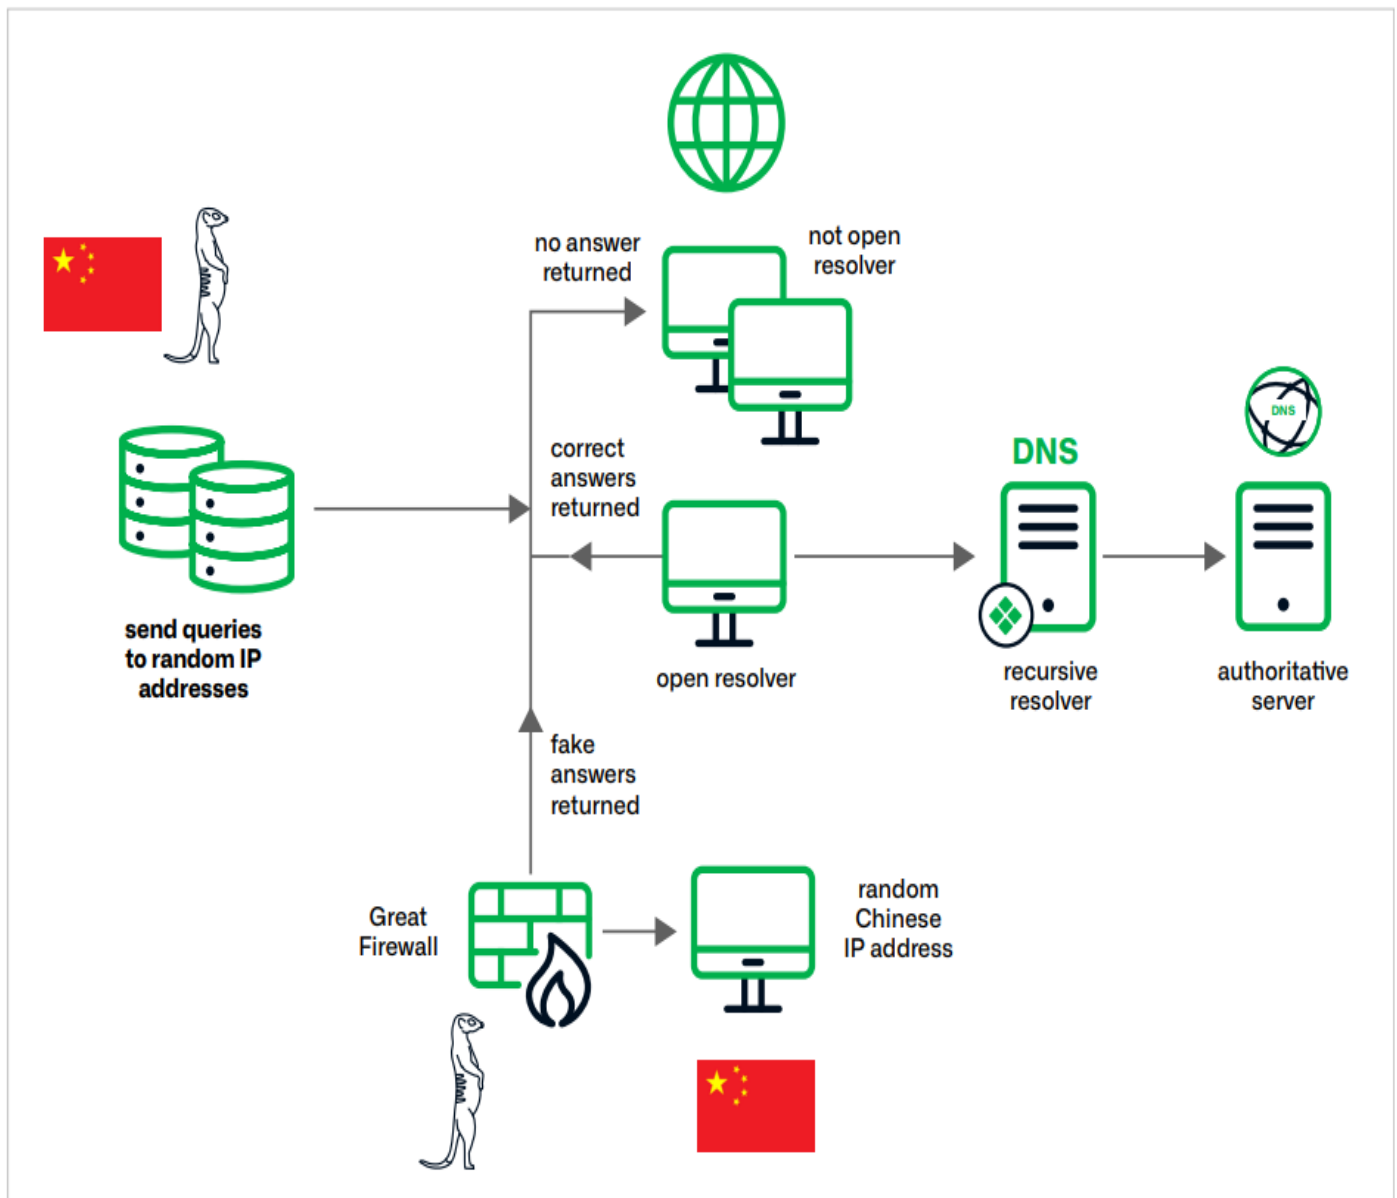 no answer
returned
not open
resolver
DNS
correct
answers
returned
DNS
send queries
to random IP
addresses
open resolver
recursive
resolver
authoritative
server
fake
answers
returned
Great
Firewall
random
Chinese
IP address